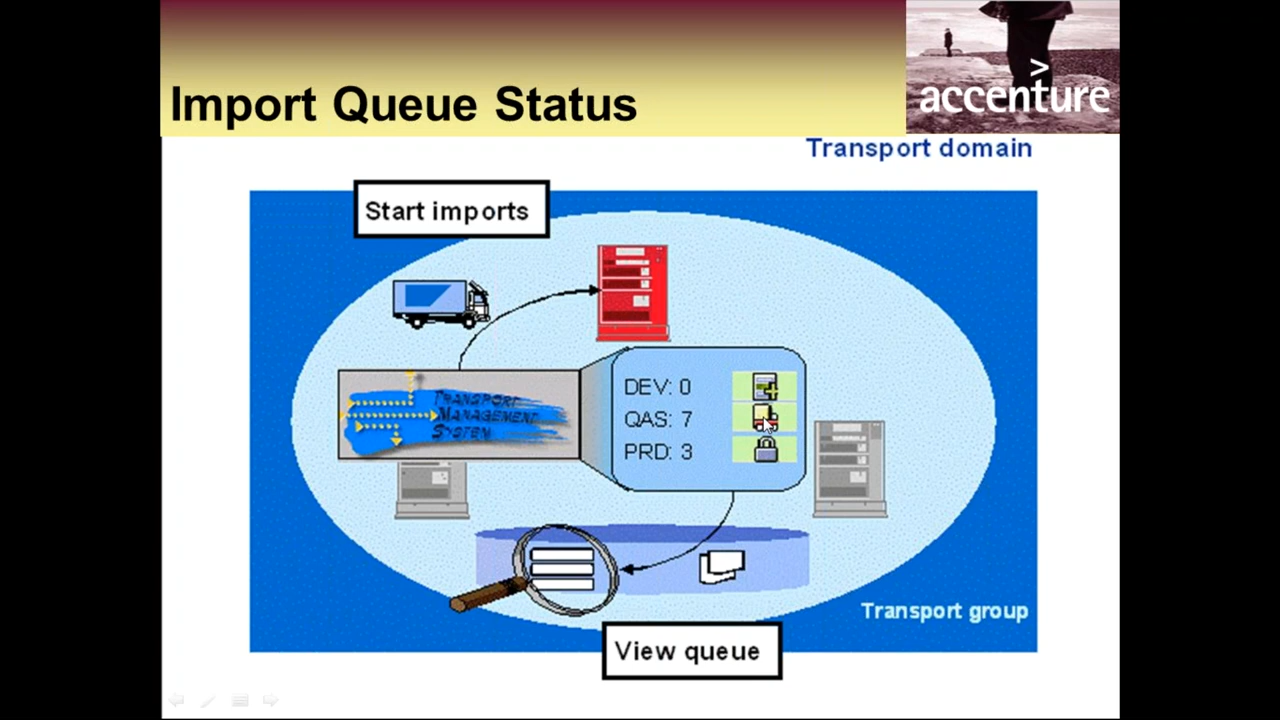 Import Queue Status
>
accenture
Transport domain
Start imports
TRANSPORT
MANAGEMENT
SYSTEM
DEV: 0
QAS: 7
PRD: 3
Transport group
View queue